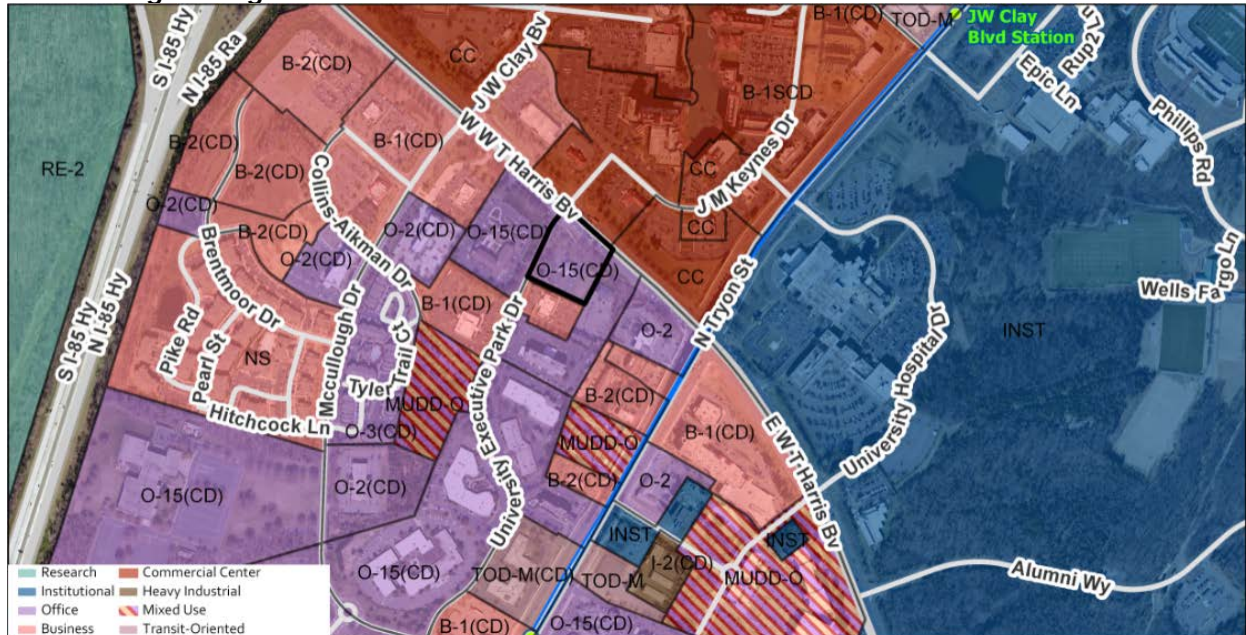 B-1(CD)
TOD-M
JW Clay
Blvd Station
S I-85 Hy
N I-85 Ra
B-2(CD)
CC
J W Clay Bv
B-1SCD
Epic Ln
Phillips Rd
RE-2
B-2(CD)
B-2(CD)
B-1(CD)
W W T Harris Bv
CC
J M Keynes Dr
Collins-Aikman Dr
O-2(CD)
B-2(CD)
O-2(CD)
O-2(CD)
O-15(CD)
O-15(CD)
CC
CC
Brentmoor Dr
B-1(CD)
Wells Fargo Ln
S I-85 Hy
N I-85 Hy
Pike Rd
Pearl St
NS
Mccullough Dr
Tyler Trail Ct
University Executive Park Dr
O-2
N Tryon St
University Hospital Dr
INST
Hitchcock Ln
MUDD-O
B-2(CD)
O-3(CD)
MUDD-O
B-1(CD)
E W T Harris Bv
O-15(CD)
O-2(CD)
B-2(CD)
O-2
INST
INST
O-15(CD)
TOD-M(CD)
TOD-M
I-2(CD)
MUDD-O
Alumni Wy
B-1(CD)
O-15(CD)
Research
Institutional
Office
Business
Commercial Center
Heavy Industrial
Mixed Use
Transit-Oriented